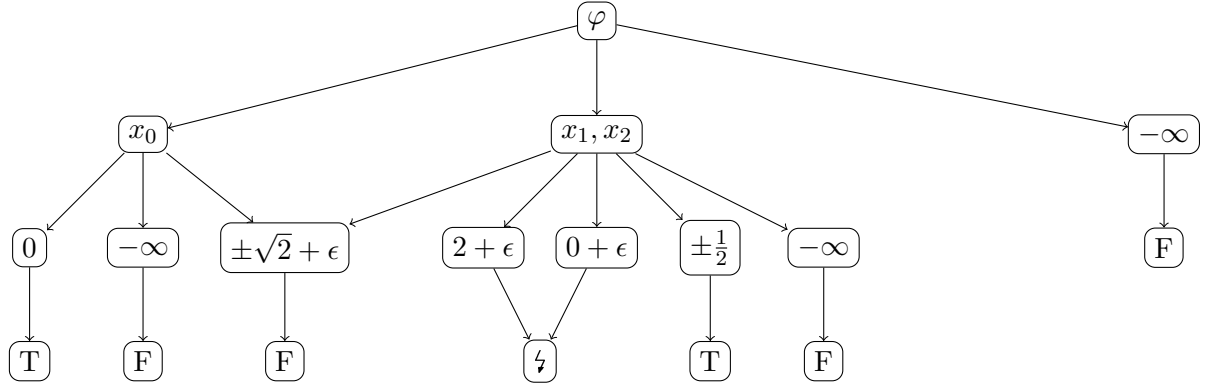 φ
x₀ x₁, x₂ −∞
0 −∞ ±√2 + ϵ 2 + ϵ 0 + ϵ ±½ −∞ F
T F F ↯ T F